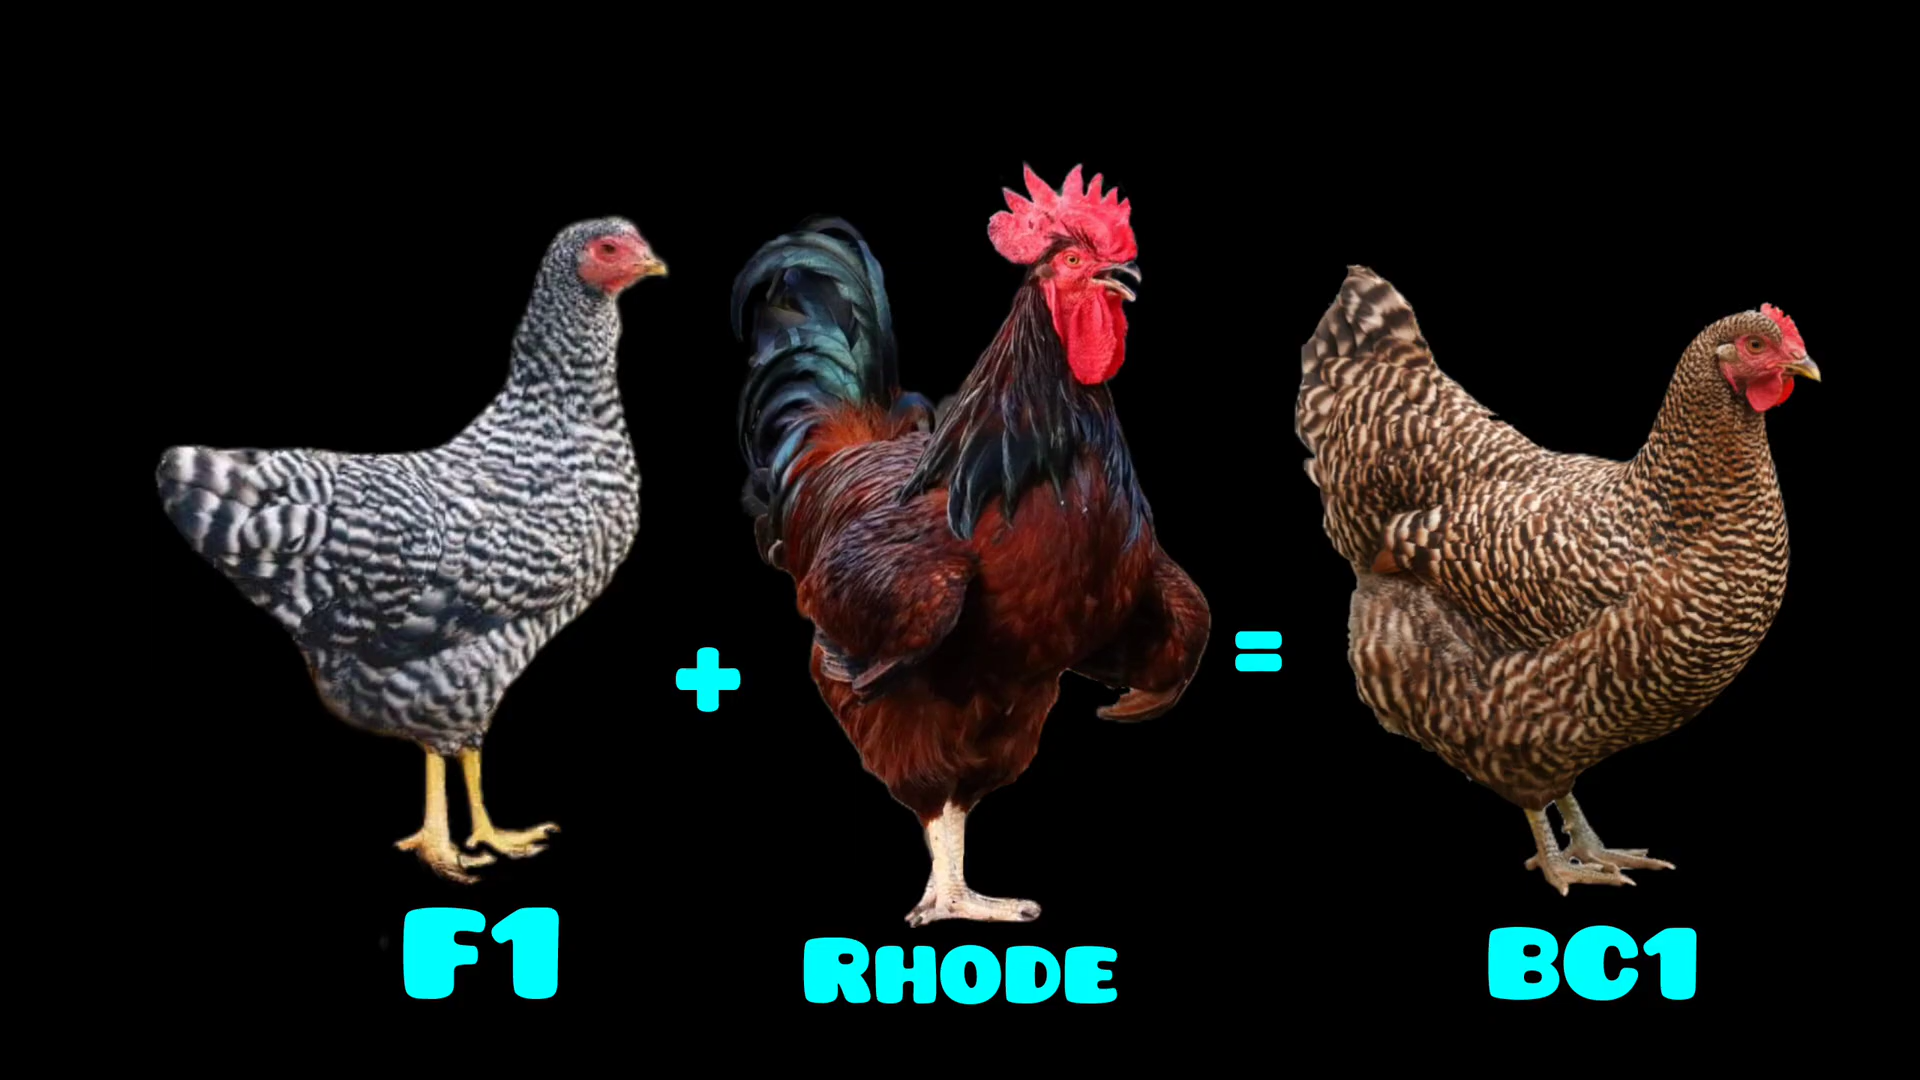 +
=
F1
RHODE
BC1